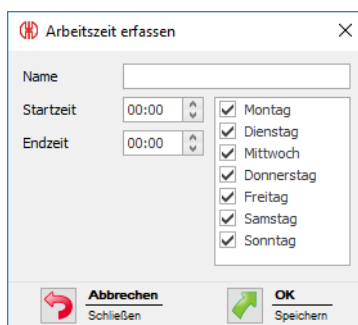 Arbeitszeit erfassen
Name
Startzeit 00:00
Endzeit 00:00
Montag
Dienstag
Mittwoch
Donnerstag
Freitag
Samstag
Sonntag
Abbrechen
Schließen
OK
Speichern